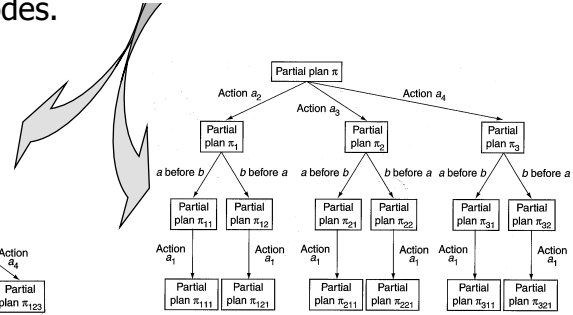 odes.
Partial plan π
Action a₂
Action a₃
Action a₄
Partial
plan π₁
Partial
plan π₂
Partial
plan π₃
a before b
b before a
a before b
b before a
a before b
b before a
Partial
plan π₁₁
Partial
plan π₁₂
Partial
plan π₂₁
Partial
plan π₂₂
Partial
plan π₃₁
Partial
plan π₃₂
Action
a₄
Action
a₁
Action
a₁
Action
a₁
Action
a₁
Action
a₁
Action
a₁
Partial
plan π₁₂₃
Partial
plan π₁₁₁
Partial
plan π₁₂₁
Partial
plan π₂₁₁
Partial
plan π₂₂₁
Partial
plan π₃₁₁
Partial
plan π₃₂₁